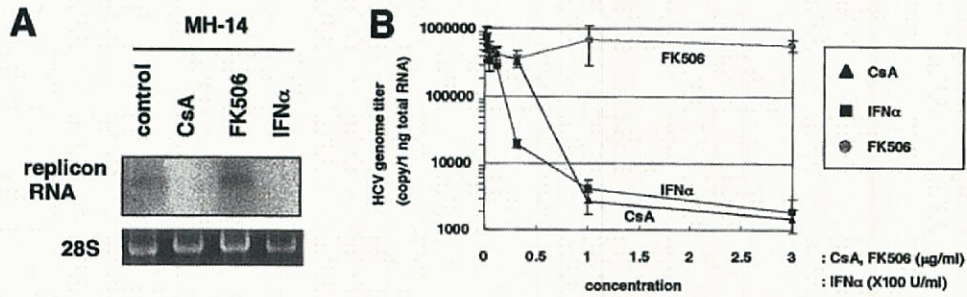 A
MH-14
control
CsA
FK506
IFNα
replicon
RNA
28S
B
HCV genome titer
(copy/1 ng total RNA)
1000000
100000
10000
1000
FK506
IFNα
CsA
0 0.5 1 1.5 2 2.5 3
concentration
: CsA, FK506 (μg/ml)
: IFNα (X100 U/ml)
CsA
IFNα
FK506